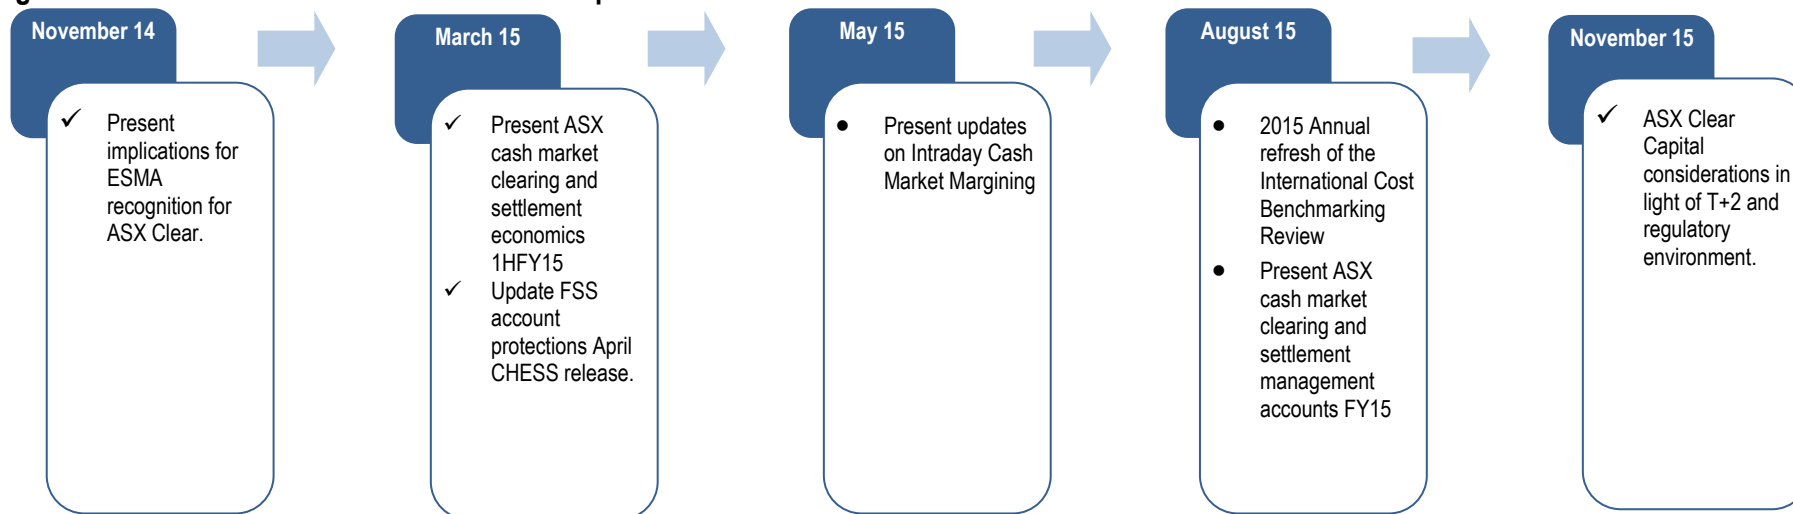 November 14
✓ Present
implications for
ESMA
recognition for
ASX Clear.
March 15
✓ Present ASX
cash market
clearing and
settlement
economics
1HFY15
✓ Update FSS
account
protections April
CHESS release.
May 15
● Present updates
on Intraday Cash
Market Margining
August 15
● 2015 Annual
refresh of the
International Cost
Benchmarking
Review
● Present ASX
cash market
clearing and
settlement
management
accounts FY15
November 15
✓ ASX Clear
Capital
considerations in
light of T+2 and
regulatory
environment.